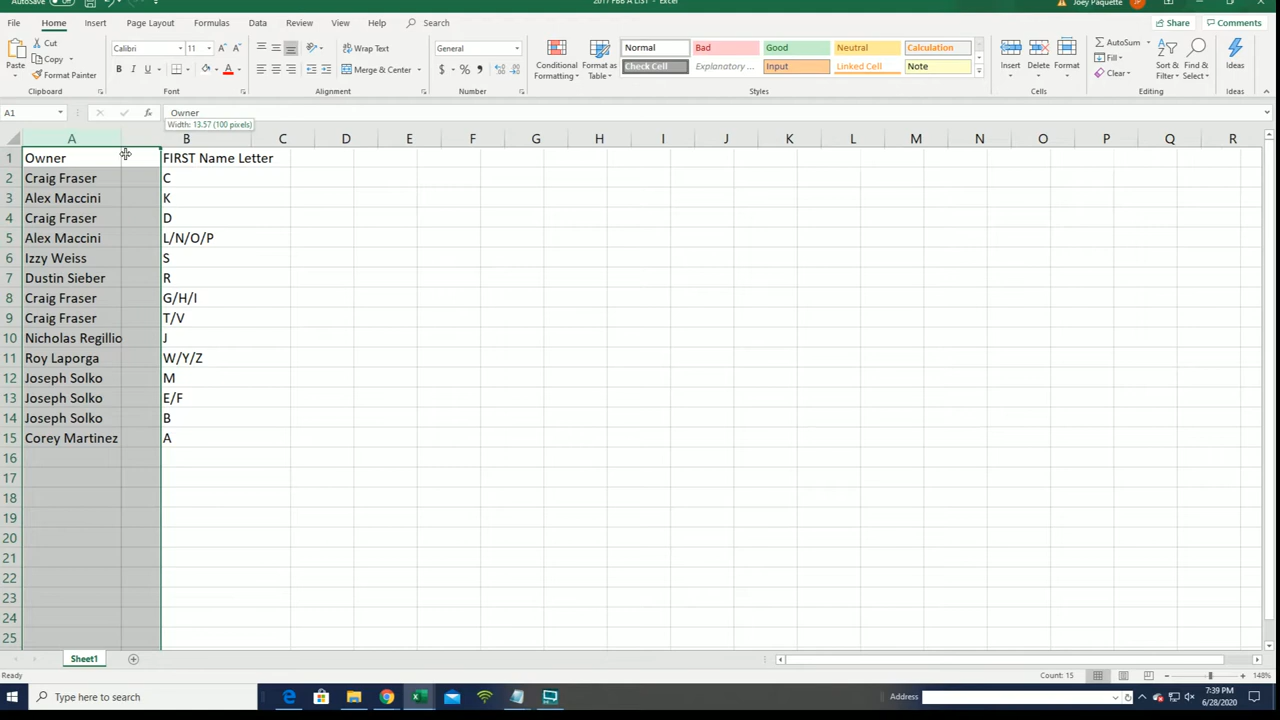 AutoSave Off
2017 FBB A LIST - Excel
Joey Paquette
JP
File Home Insert Page Layout Formulas Data Review View Help Search Share Comments
Cut
Copy
Format Painter
Paste
Clipboard
Calibri 11
B I U
Font
Wrap Text
Merge & Center
Alignment
General
$ % 9
Number
Conditional
Formatting
Format as
Table
Normal Bad Good Neutral Calculation
Check Cell Explanatory ... Input Linked Cell Note
Styles
Insert Delete Format
Cells
AutoSum
Fill
Clear
Sort &
Filter
Find &
Select
Editing
Ideas
Ideas
A1 fx Owner
Width: 13.57 (100 pixels)
A B C D E F G H I J K L M N O P Q R
1 Owner FIRST Name Letter
2 Craig Fraser C
3 Alex Maccini K
4 Craig Fraser D
5 Alex Maccini L/N/O/P
6 Izzy Weiss S
7 Dustin Sieber R
8 Craig Fraser G/H/I
9 Craig Fraser T/V
10 Nicholas Regillio J
11 Roy Laporga W/Y/Z
12 Joseph Solko M
13 Joseph Solko E/F
14 Joseph Solko B
15 Corey Martinez A
16
17
18
19
20
21
22
23
24
25
Sheet1
Ready Count: 15 148%
Type here to search
Address
7:39 PM
6/28/2020